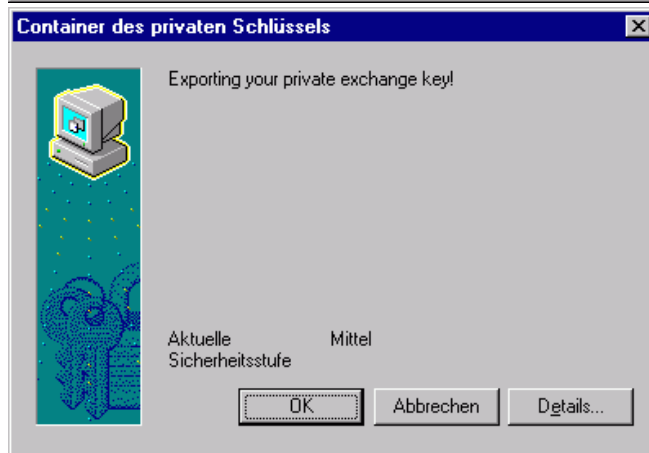 Container des privaten Schlüssels
Exporting your private exchange key!
Aktuelle Mittel
Sicherheitsstufe
OK Abbrechen Details...